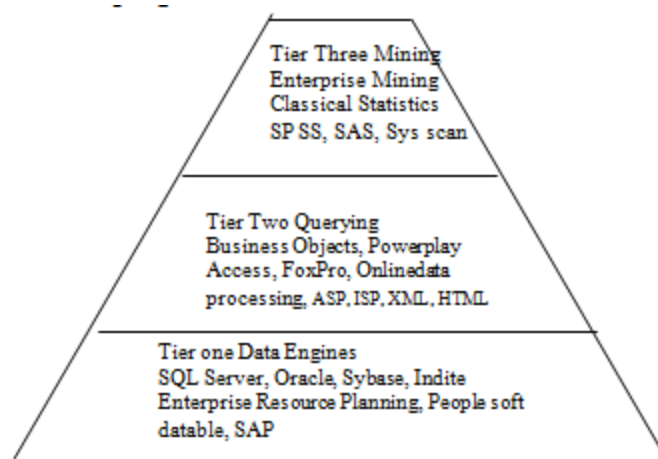 Tier Three Mining
Enterprise Mining
Classical Statistics
SP SS, SAS, Sys scan
Tier Two Querying
Business Objects, Powerplay
Access, FoxPro, Onlinedata
processing, ASP, ISP, XML, HTML
Tier one Data Engines
SQL Server, Oracle, Sybase, Indite
Enterprise Resource Planning, People soft
datable, SAP